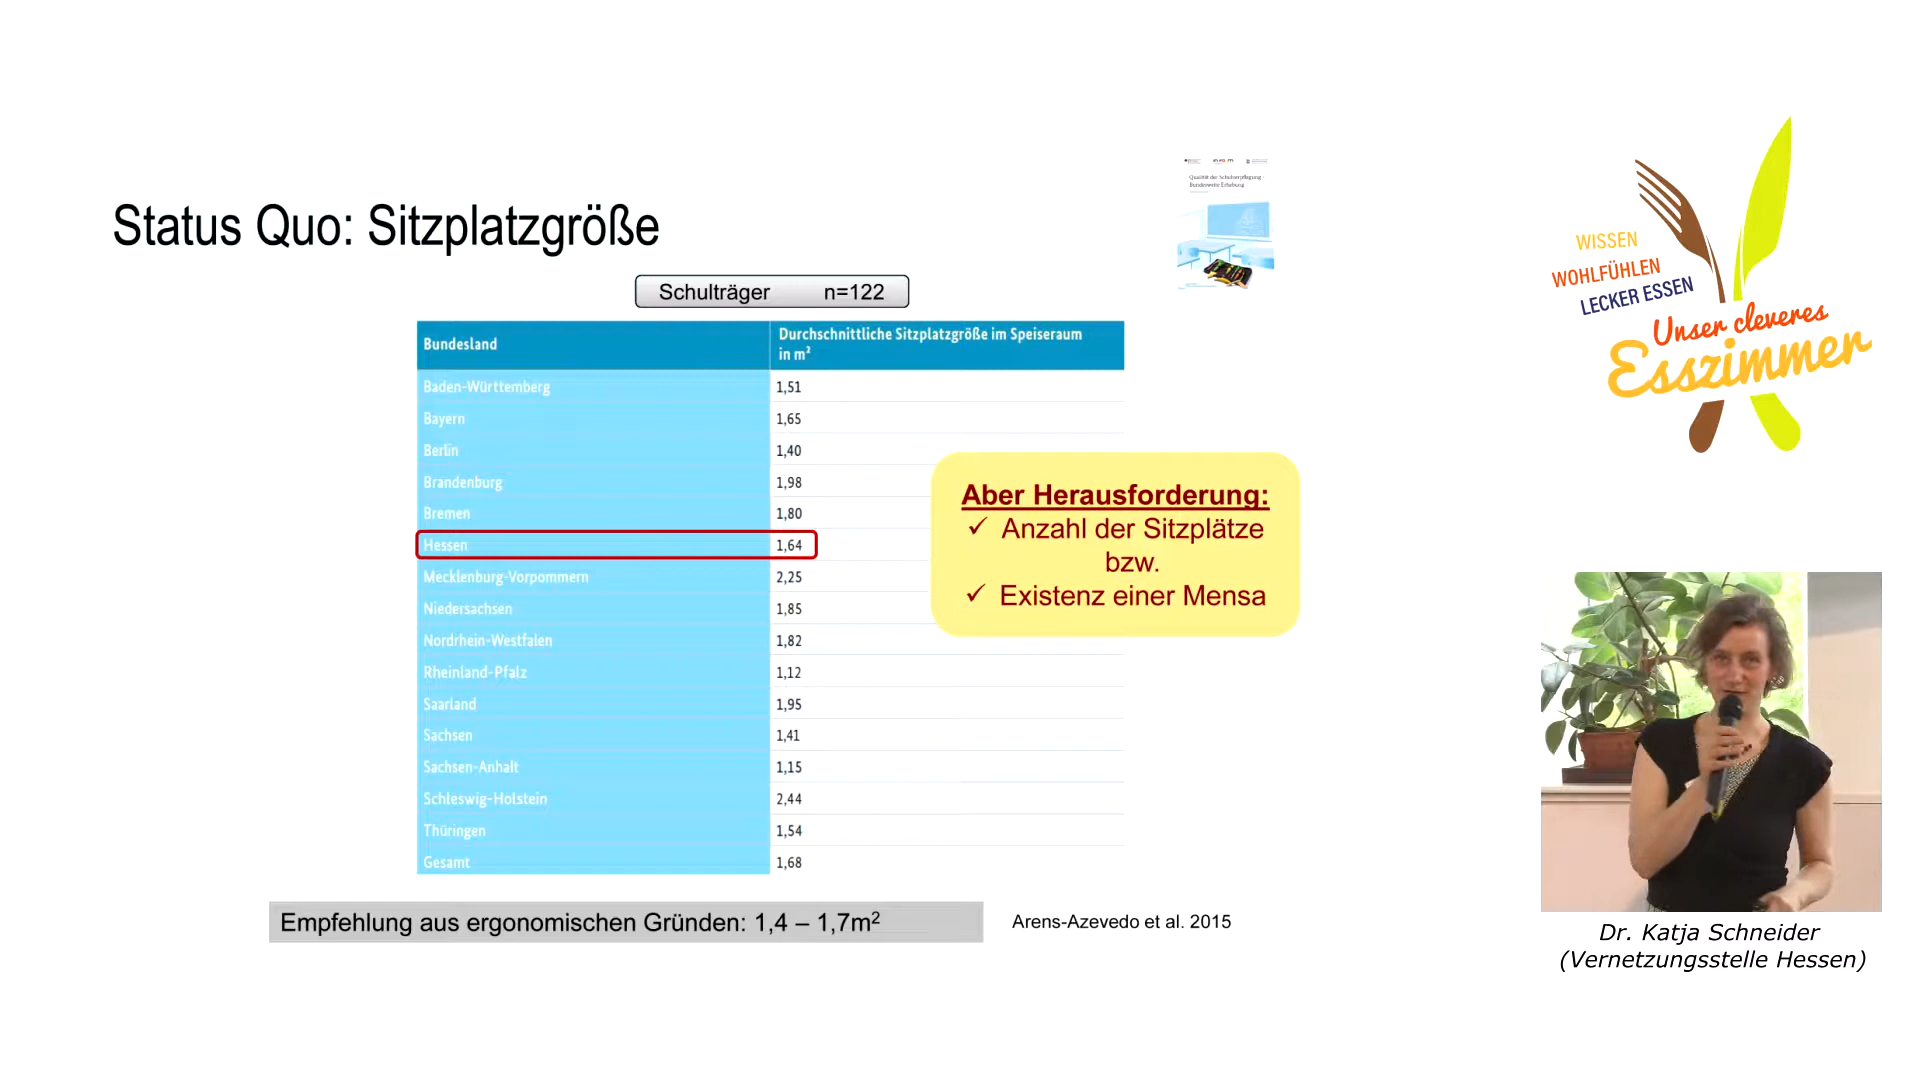 Status Quo: Sitzplatzgröße
Qualität der Schulverpflegung -
Bundesweite Erhebung
Schulträger n=122
Bundesland Durchschnittliche Sitzplatzgröße im Speiseraum
in m²
Baden-Württemberg 1,51
Bayern 1,65
Berlin 1,40
Brandenburg 1,98
Bremen 1,80
Hessen 1,64
Mecklenburg-Vorpommern 2,25
Niedersachsen 1,85
Nordrhein-Westfalen 1,82
Rheinland-Pfalz 1,12
Saarland 1,95
Sachsen 1,41
Sachsen-Anhalt 1,15
Schleswig-Holstein 2,44
Thüringen 1,54
Gesamt 1,68
Aber Herausforderung:
✓ Anzahl der Sitzplätze
bzw.
✓ Existenz einer Mensa
Empfehlung aus ergonomischen Gründen: 1,4 – 1,7m²
Arens-Azevedo et al. 2015
WISSEN
WOHLFÜHLEN
LECKER ESSEN
Unser cleveres
Esszimmer
Dr. Katja Schneider
(Vernetzungsstelle Hessen)